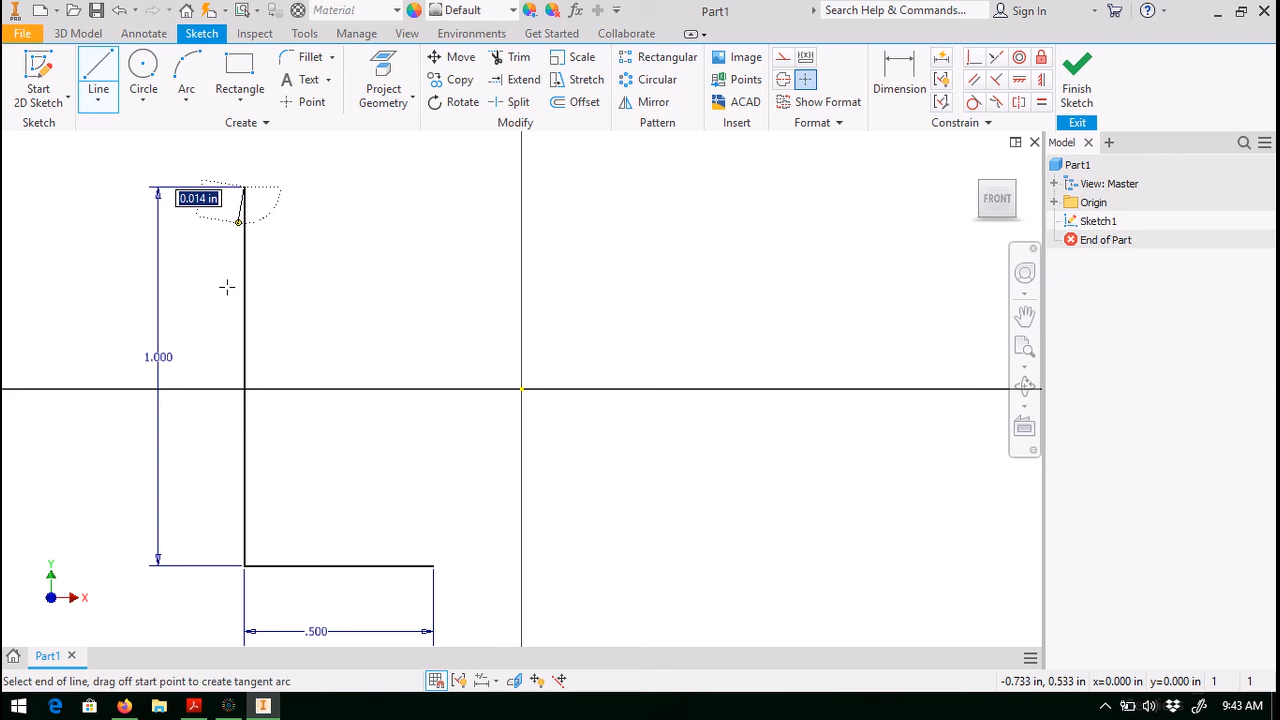 PRO
Material
Default
fx
Part1
Search Help & Commands...
Sign In
File
3D Model
Annotate
Sketch
Inspect
Tools
Manage
View
Environments
Get Started
Collaborate
Start
2D Sketch
Line
Circle
Arc
Rectangle
Fillet
Text
Point
Project
Geometry
Move
Copy
Rotate
Trim
Extend
Split
Scale
Stretch
Offset
Rectangular
Circular
Mirror
Image
Points
ACAD
Show Format
Dimension
Finish
Sketch
Sketch
Create
Modify
Pattern
Insert
Format
Constrain
Exit
Model
Part1
View: Master
Origin
Sketch1
End of Part
FRONT
0.014 in
1.000
.500
Y
X
Part1
Select end of line, drag off start point to create tangent arc
-0.733 in, 0.533 in
x=0.000 in
y=0.000 in
1
1
9:43 AM